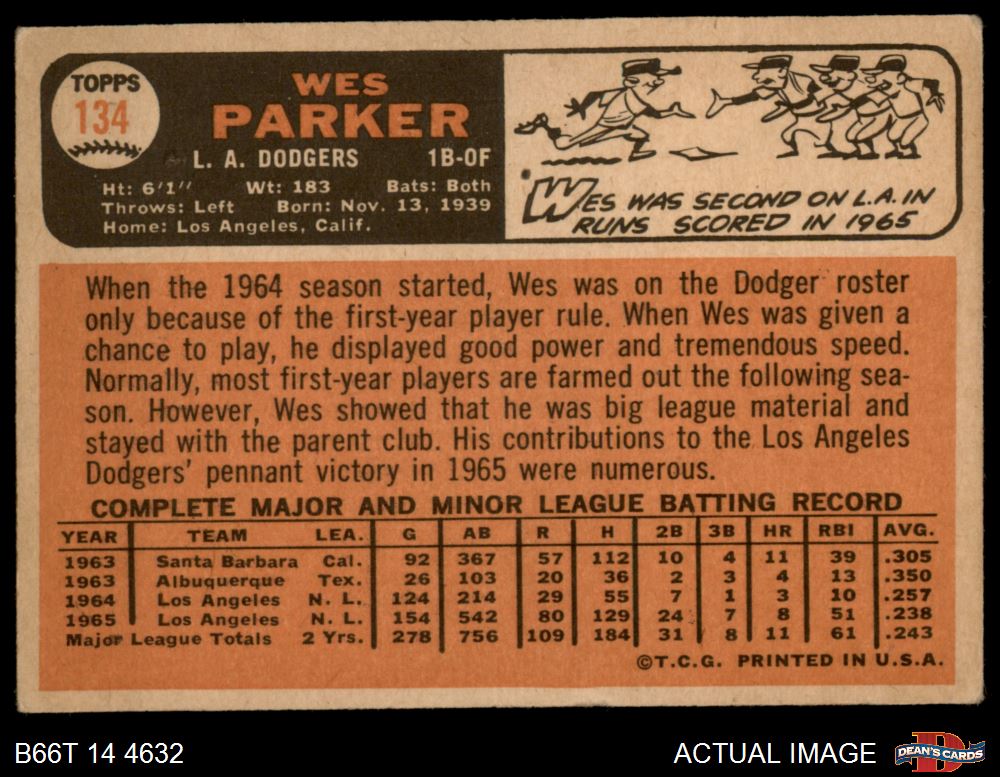 TOPPS
134
WES
PARKER
L. A. DODGERS 1B-OF
Ht: 6'1" Wt: 183 Bats: Both
Throws: Left Born: Nov. 13, 1939
Home: Los Angeles, Calif.
WES WAS SECOND ON L.A. IN
RUNS SCORED IN 1965
When the 1964 season started, Wes was on the Dodger roster
only because of the first-year player rule. When Wes was given a
chance to play, he displayed good power and tremendous speed.
Normally, most first-year players are farmed out the following sea-
son. However, Wes showed that he was big league material and
stayed with the parent club. His contributions to the Los Angeles
Dodgers' pennant victory in 1965 were numerous.
COMPLETE MAJOR AND MINOR LEAGUE BATTING RECORD
YEAR TEAM LEA. G AB R H 2B 3B HR RBI AVG.
1963 Santa Barbara Cal. 92 367 57 112 10 4 11 39 .305
1963 Albuquerque Tex. 26 103 20 36 2 3 4 13 .350
1964 Los Angeles N. L. 124 214 29 55 7 1 3 10 .257
1965 Los Angeles N. L. 154 542 80 129 24 7 8 51 .238
Major League Totals 2 Yrs. 278 756 109 184 31 8 11 61 .243
©T.C.G. PRINTED IN U.S.A.
B66T 14 4632
ACTUAL IMAGE
DEAN'S CARDS